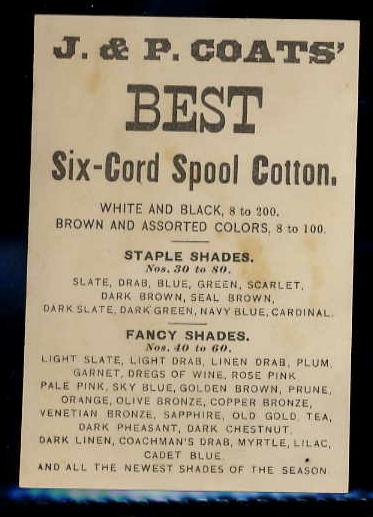 J. & P. COATS'
BEST
Six-Cord Spool Cotton.
WHITE AND BLACK, 8 to 200.
BROWN AND ASSORTED COLORS, 8 to 100.
STAPLE SHADES.
Nos. 30 to 80.
SLATE, DRAB, BLUE, GREEN, SCARLET,
DARK BROWN, SEAL BROWN,
DARK SLATE, DARK GREEN, NAVY BLUE, CARDINAL.
FANCY SHADES.
Nos. 40 to 60.
LIGHT SLATE, LIGHT DRAB, LINEN DRAB, PLUM,
GARNET, DREGS OF WINE, ROSE PINK
PALE PINK, SKY BLUE, GOLDEN BROWN, PRUNE,
ORANGE, OLIVE BRONZE, COPPER BRONZE,
VENETIAN BRONZE, SAPPHIRE, OLD GOLD, TEA,
DARK PHEASANT, DARK CHESTNUT,
DARK LINEN, COACHMAN'S DRAB, MYRTLE, LILAC,
CADET BLUE.
AND ALL THE NEWEST SHADES OF THE SEASON